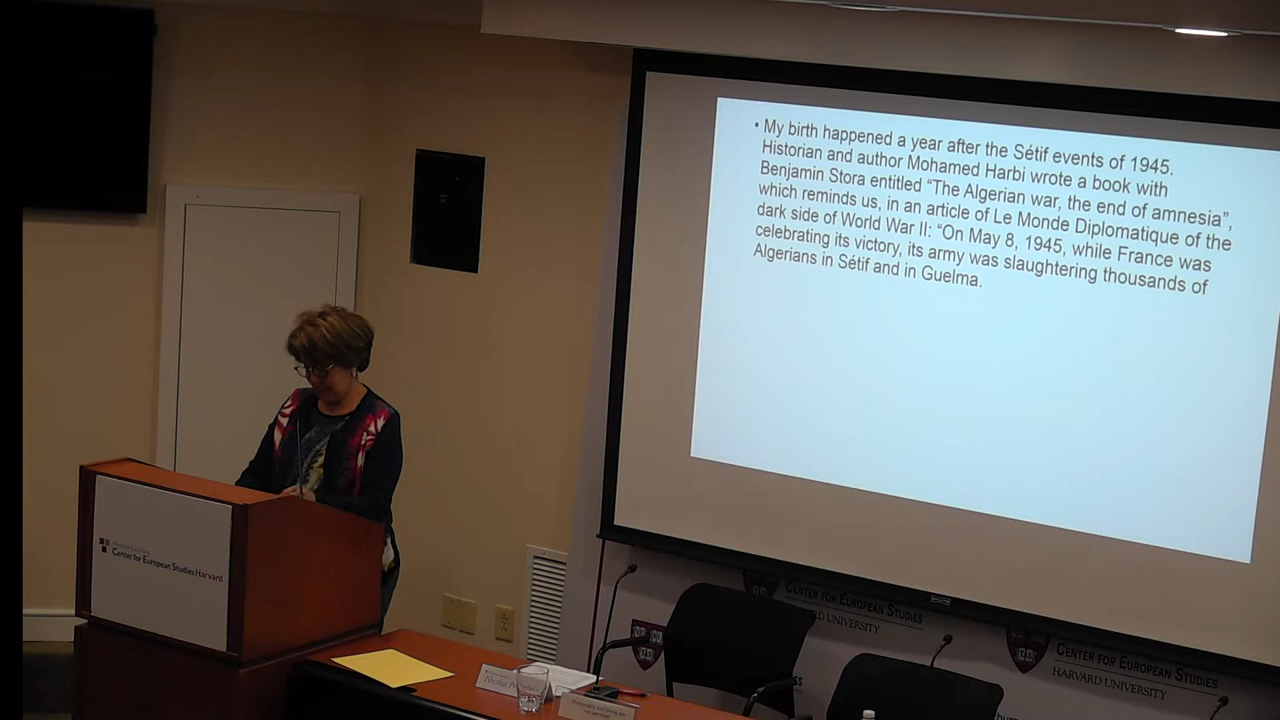 • My birth happened a year after the Sétif events of 1945.
Historian and author Mohamed Harbi wrote a book with
Benjamin Stora entitled “The Algerian war, the end of amnesia”,
which reminds us, in an article of Le Monde Diplomatique of the
dark side of World War II: “On May 8, 1945, while France was
celebrating its victory, its army was slaughtering thousands of
Algerians in Sétif and in Guelma.
Center for European Studies Harvard
Nicolas
CENTER FOR EUROPEAN STUDIES
HARVARD UNIVERSITY
CENTER FOR EUROPEAN STUDIES
HARVARD UNIVERSITY